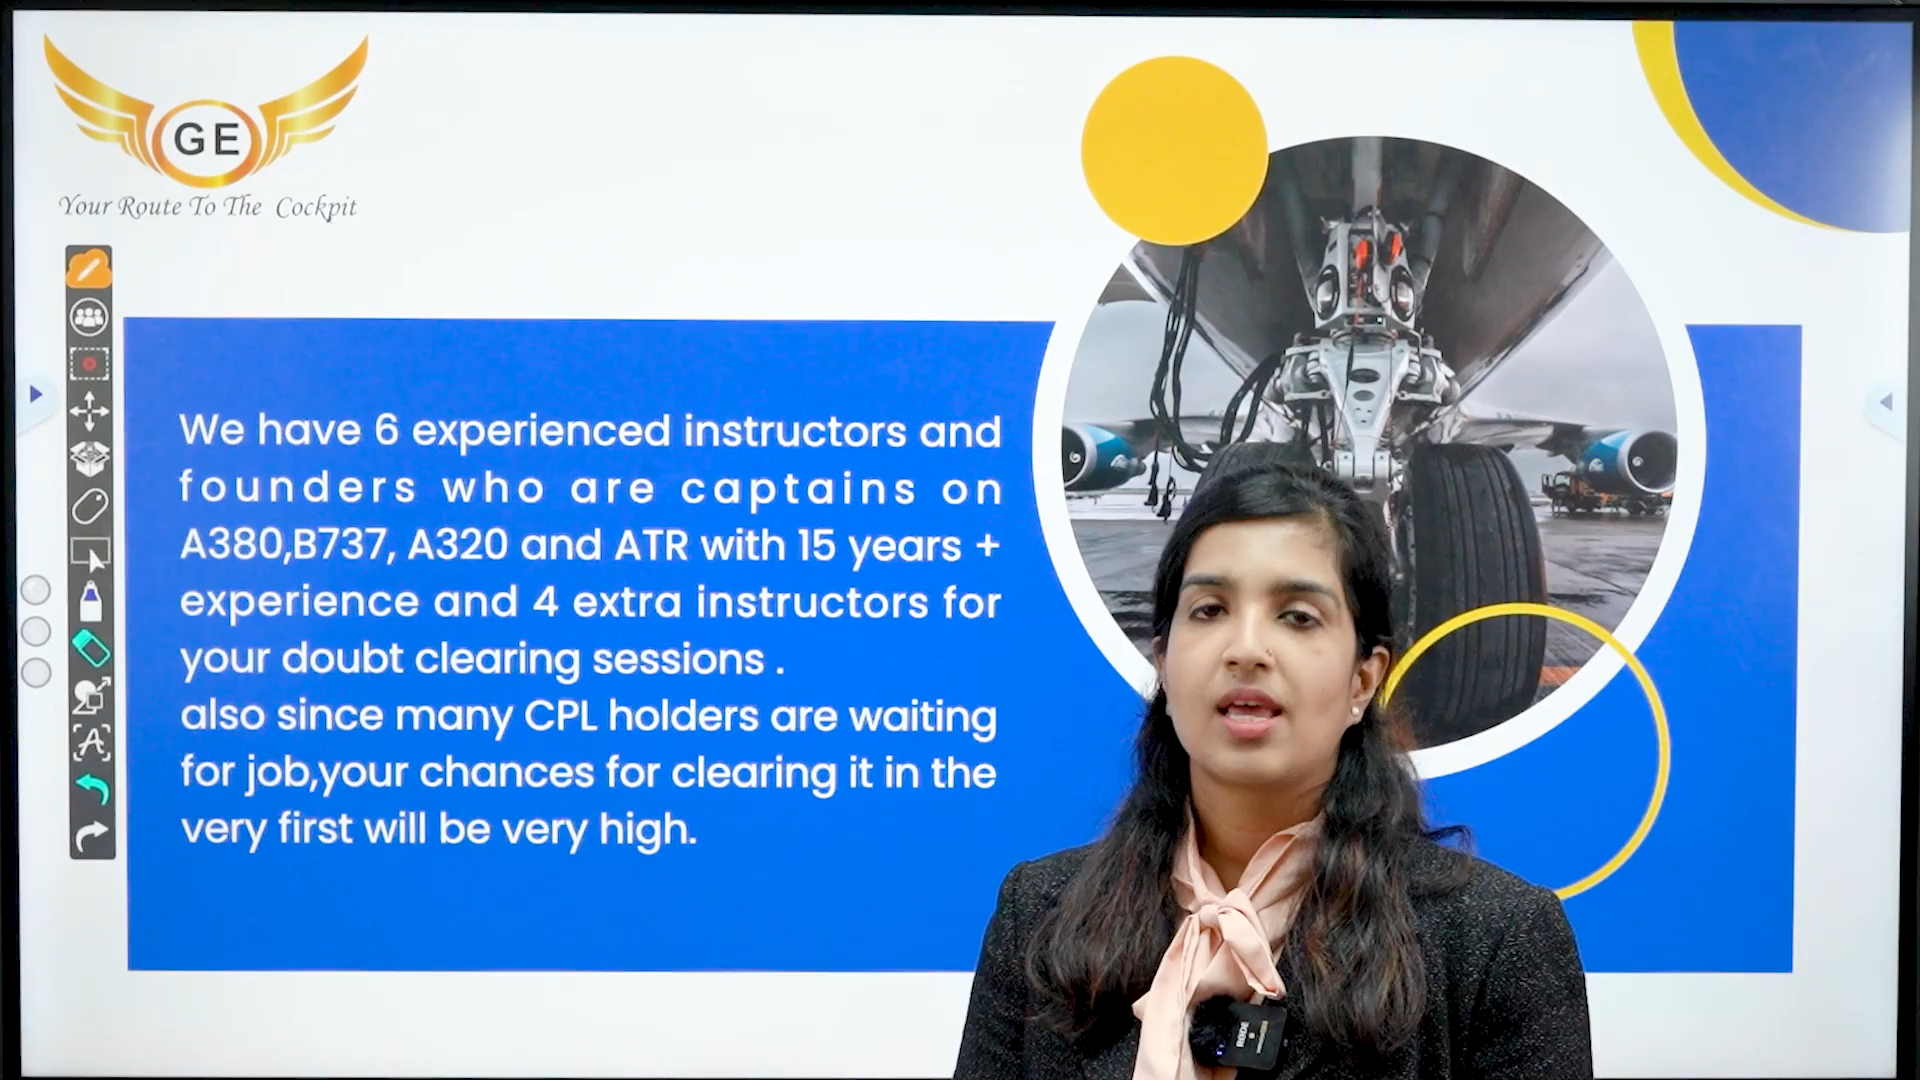 GE
Your Route To The Cockpit
We have 6 experienced instructors and
founders who are captains on
A380,B737, A320 and ATR with 15 years +
experience and 4 extra instructors for
your doubt clearing sessions .
also since many CPL holders are waiting
for job,your chances for clearing it in the
very first will be very high.
RODE